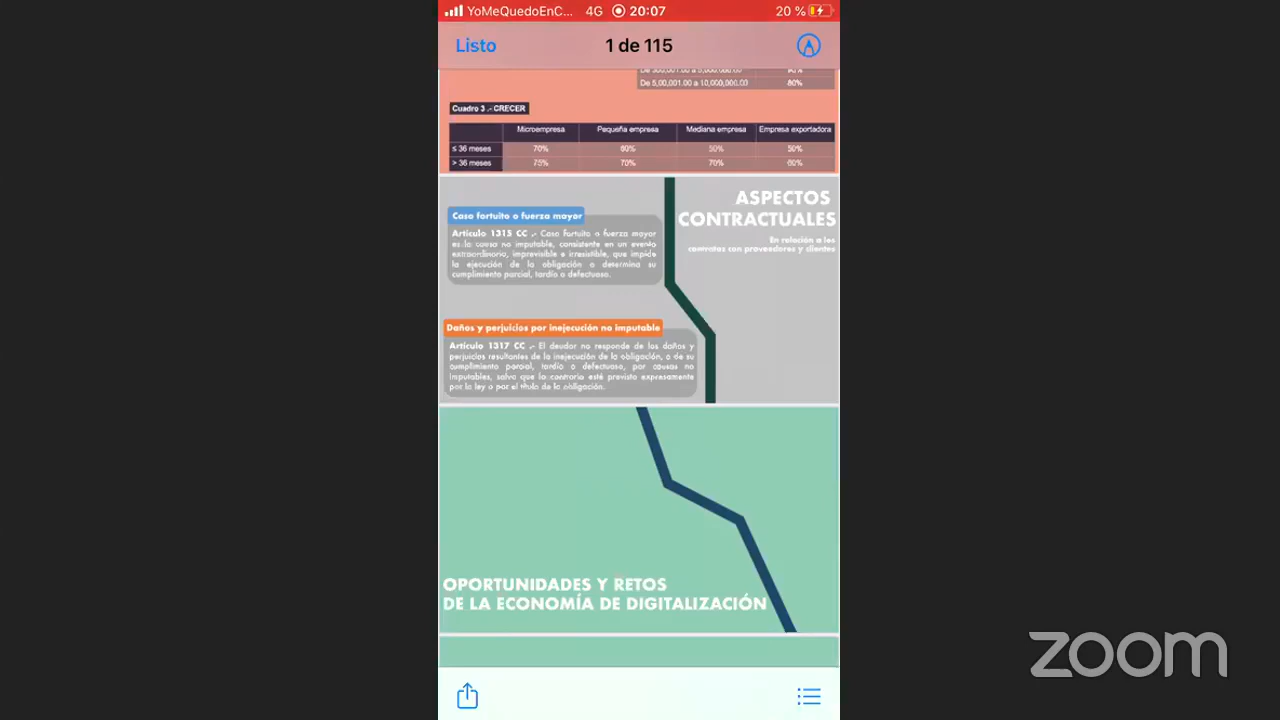 YoMeQuedoEnC... 4G 20:07 20 %
Listo 1 de 115
De 5,00,001.00 a 10,000,000.00 80%
Cuadro 3 .- CRECER
Microempresa Pequeña empresa Mediana empresa Empresa exportadora
≤ 36 meses 70% 60% 50% 50%
> 36 meses 75% 70% 70% 60%
ASPECTOS
CONTRACTUALES
En relación a los
contratos con proveedores y clientes
Caso fortuito o fuerza mayor
Artículo 1315 CC .- Caso fortuito o fuerza mayor
es la causa no imputable, consistente en un evento
extraordinario, imprevisible e irresistible, que impide
la ejecución de la obligación o determina su
cumplimiento parcial, tardío o defectuoso.
Daños y perjuicios por inejecución no imputable
Artículo 1317 CC .- El deudor no responde de los daños y
perjuicios resultantes de la inejecución de la obligación, o de su
cumplimiento parcial, tardío o defectuoso, por causas no
imputables, salvo que lo contrario esté previsto expresamente
por la ley o por el título de la obligación.
OPORTUNIDADES Y RETOS
DE LA ECONOMÍA DE DIGITALIZACIÓN
zoom